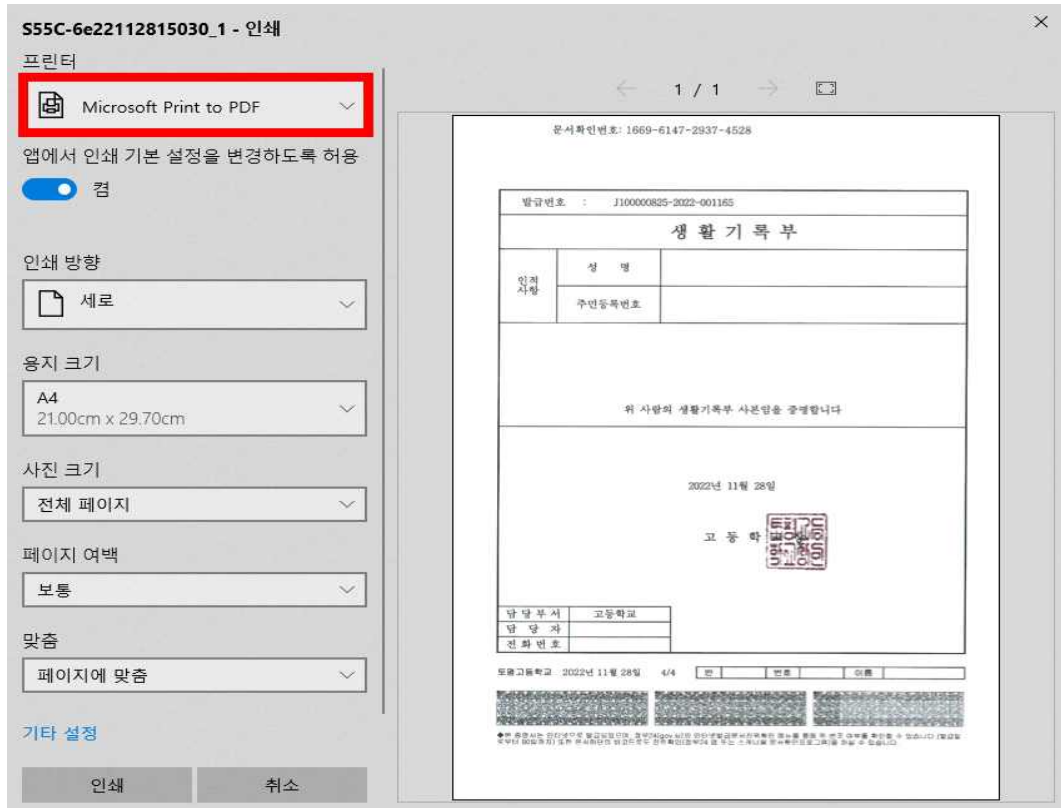 S55C-6e22112815030_1 - 인쇄
프린터
Microsoft Print to PDF
앱에서 인쇄 기본 설정을 변경하도록 허용
켬
인쇄 방향
세로
용지 크기
A4
21.00cm x 29.70cm
사진 크기
전체 페이지
페이지 여백
보통
맞춤
페이지에 맞춤
기타 설정
인쇄
취소
1 / 1
문서확인번호: 1669-6147-2937-4528
발급번호 : J100000825-2022-001165
생 활 기 록 부
인적
사항
성 명
주민등록번호
위 사람의 생활기록부 사본임을 증명합니다
2022년 11월 28일
고 등 학
담 당 부 서 고등학교
담 당 자
전 화 번 호
도평고등학교 2022년 11월 28일 4/4 반 번호 이름